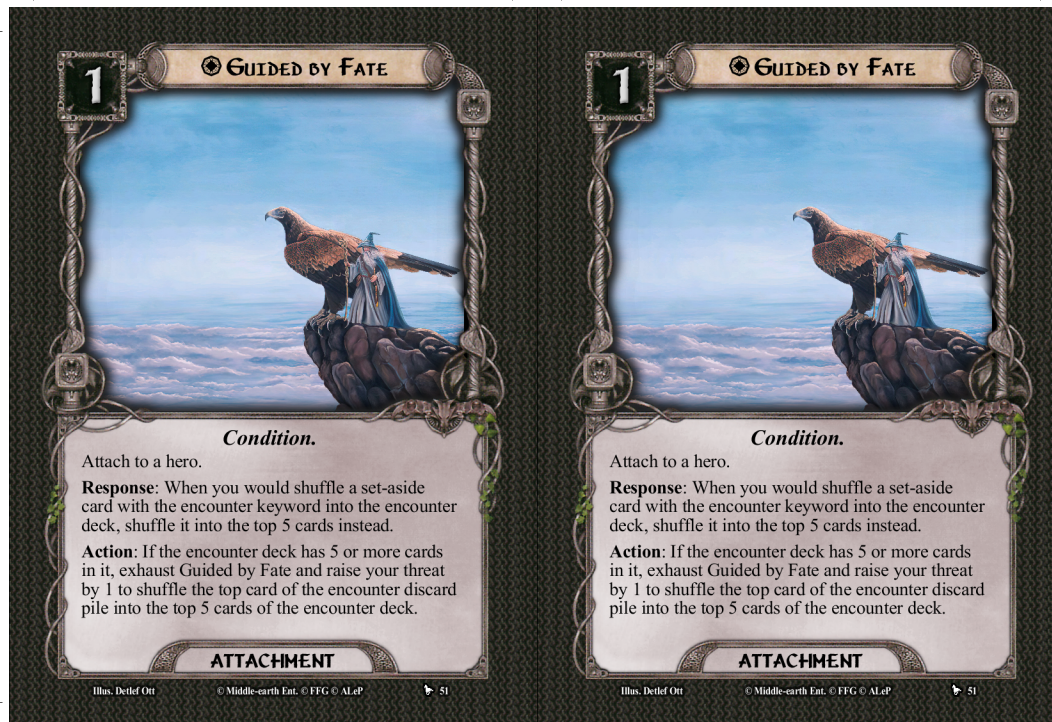 1
GUIDED BY FATE
Condition.
Attach to a hero.
Response: When you would shuffle a set-aside
card with the encounter keyword into the encounter
deck, shuffle it into the top 5 cards instead.
Action: If the encounter deck has 5 or more cards
in it, exhaust Guided by Fate and raise your threat
by 1 to shuffle the top card of the encounter discard
pile into the top 5 cards of the encounter deck.
ATTACHMENT
Illus. Detlef Ott © Middle-earth Ent. © FFG © ALeP 51
1
GUIDED BY FATE
Condition.
Attach to a hero.
Response: When you would shuffle a set-aside
card with the encounter keyword into the encounter
deck, shuffle it into the top 5 cards instead.
Action: If the encounter deck has 5 or more cards
in it, exhaust Guided by Fate and raise your threat
by 1 to shuffle the top card of the encounter discard
pile into the top 5 cards of the encounter deck.
ATTACHMENT
Illus. Detlef Ott © Middle-earth Ent. © FFG © ALeP 51